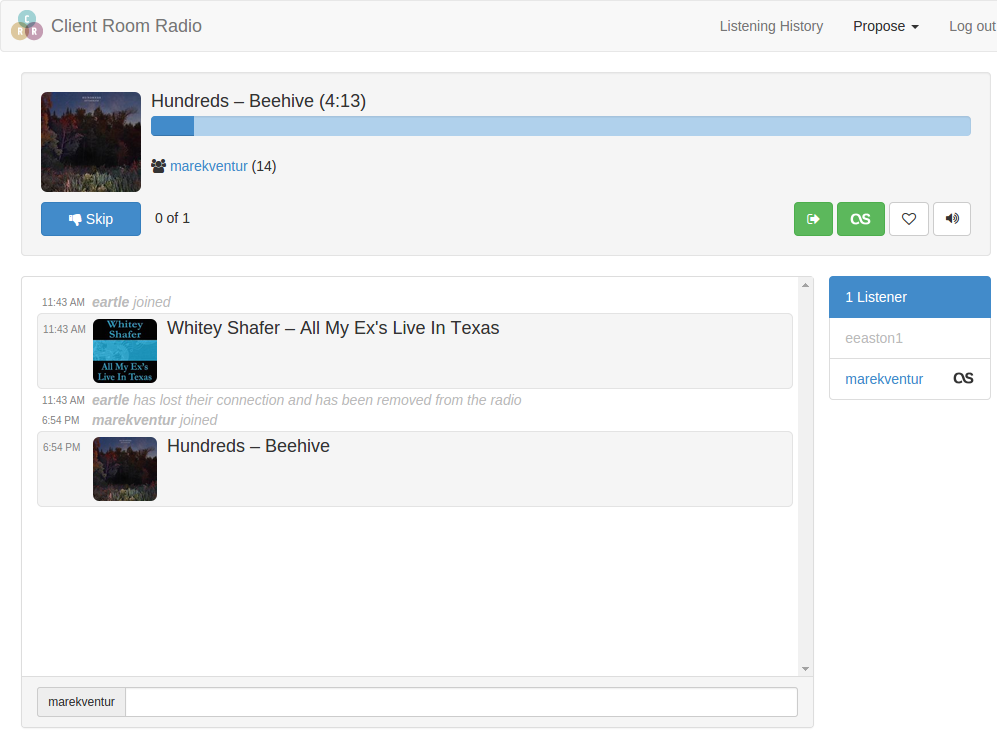 C
R R
Client Room Radio
Listening History
Propose
Log out
Hundreds – Beehive (4:13)
marekventur (14)
Skip
0 of 1
11:43 AM eartle joined
11:43 AM
Whitey
Shafer
All My Ex's
Live In Texas
Whitey Shafer – All My Ex's Live In Texas
11:43 AM eartle has lost their connection and has been removed from the radio
6:54 PM marekventur joined
6:54 PM
Hundreds – Beehive
marekventur
1 Listener
eeaston1
marekventur